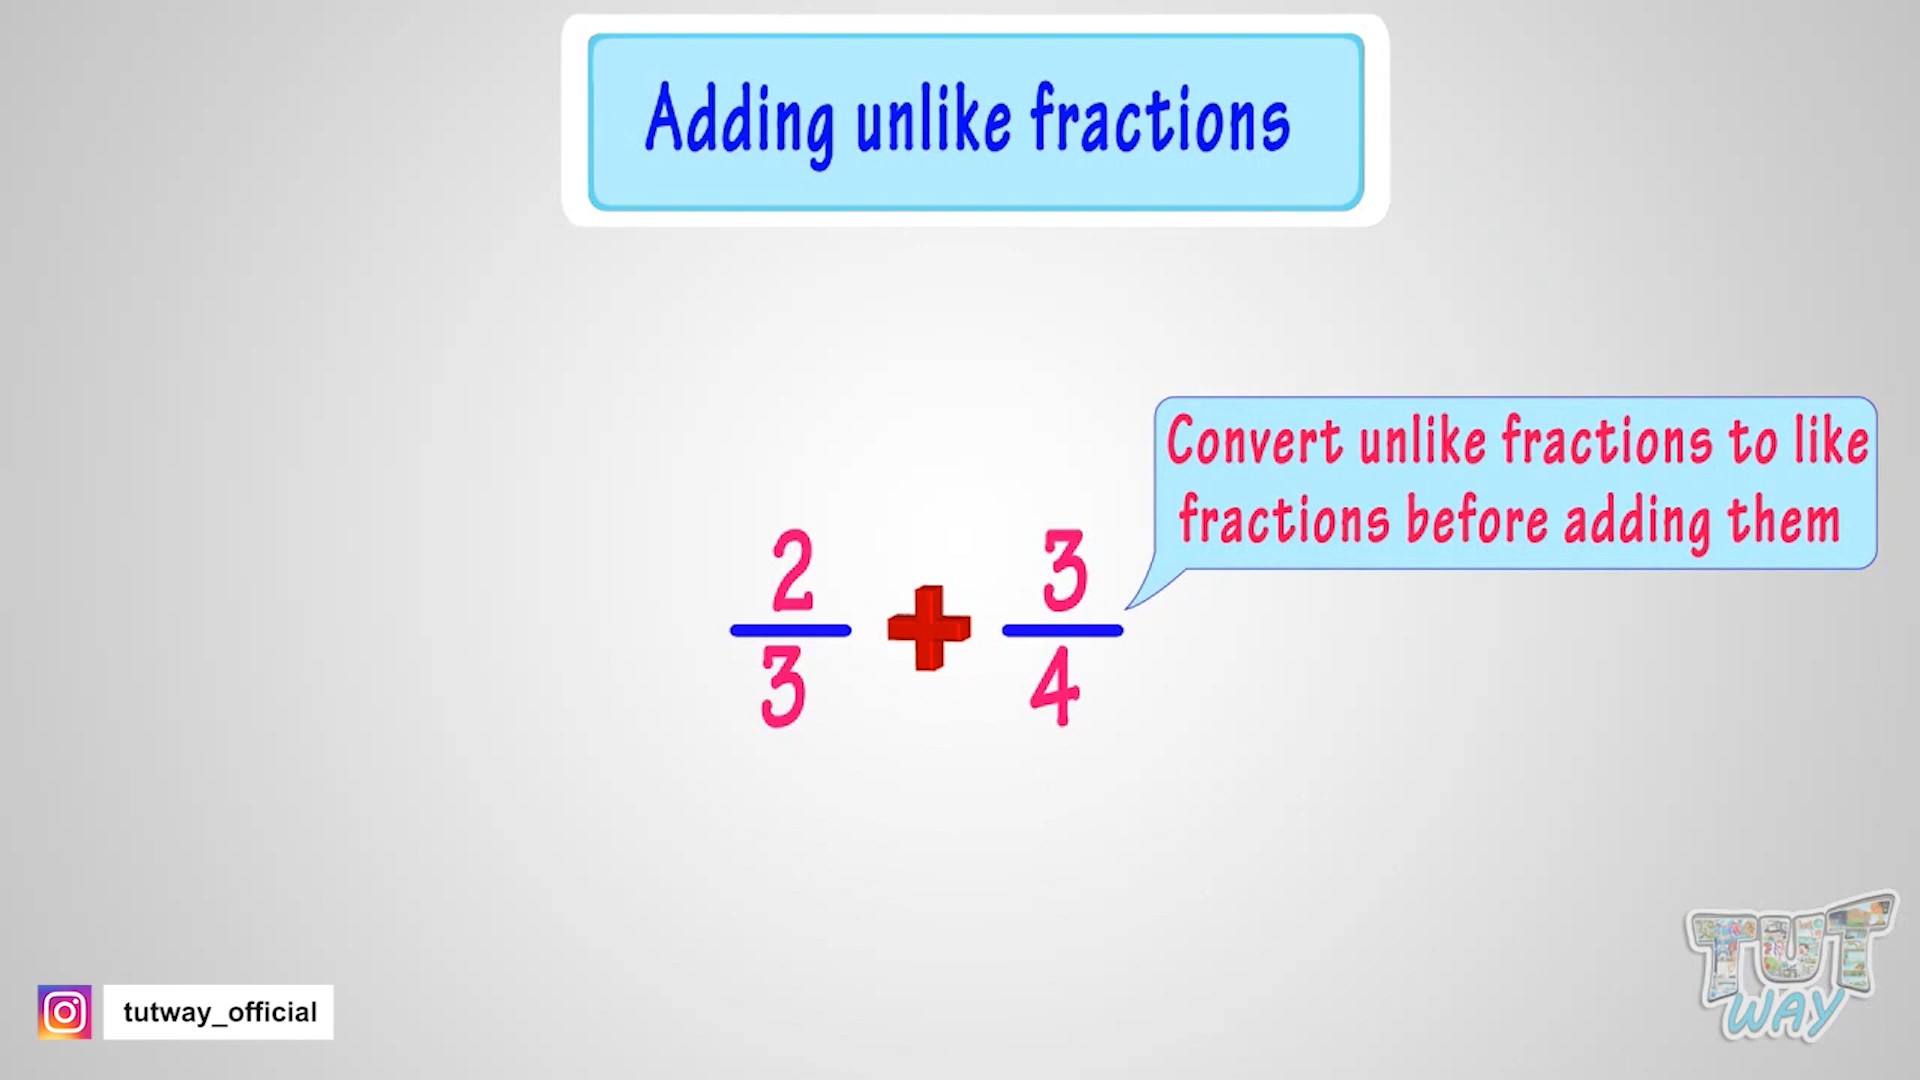 Adding unlike fractions
Convert unlike fractions to like
fractions before adding them
2 3
3 4
tutway_official
TUT
WAY